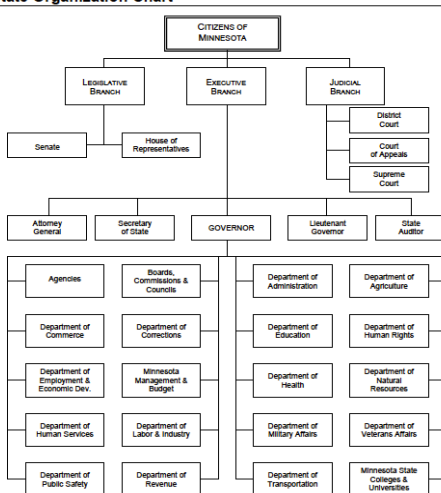 State Organization Chart
CITIZENS OF
MINNESOTA
LEGISLATIVE
BRANCH
EXECUTIVE
BRANCH
JUDICIAL
BRANCH
District
Court
Senate
House of
Representatives
Court
of Appeals
Supreme
Court
Attorney
General
Secretary
of State
GOVERNOR
Lieutenant
Governor
State
Auditor
Agencies
Boards,
Commissions &
Councils
Department of
Administration
Department of
Agriculture
Department of
Commerce
Department of
Corrections
Department of
Education
Department of
Human Rights
Department of
Employment &
Economic Dev.
Minnesota
Management &
Budget
Department of
Health
Department of
Natural
Resources
Department of
Human Services
Department of
Labor & Industry
Department of
Military Affairs
Department of
Veterans Affairs
Department of
Public Safety
Department of
Revenue
Department of
Transportation
Minnesota State
Colleges &
Universities